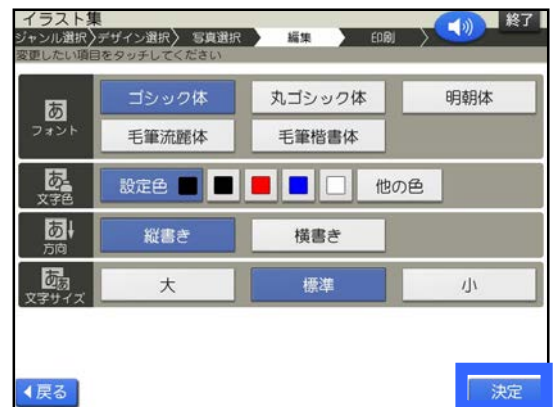 イラスト集
終了
ジャンル選択〉デザイン選択〉 写真選択 編集 印刷
変更したい項目をタッチしてください
あ
フォント
ゴシック体 丸ゴシック体 明朝体
毛筆流麗体 毛筆楷書体
あ
文字色
設定色 他の色
あ
方向
縦書き 横書き
あぁ
文字サイズ
大 標準 小
戻る
決定